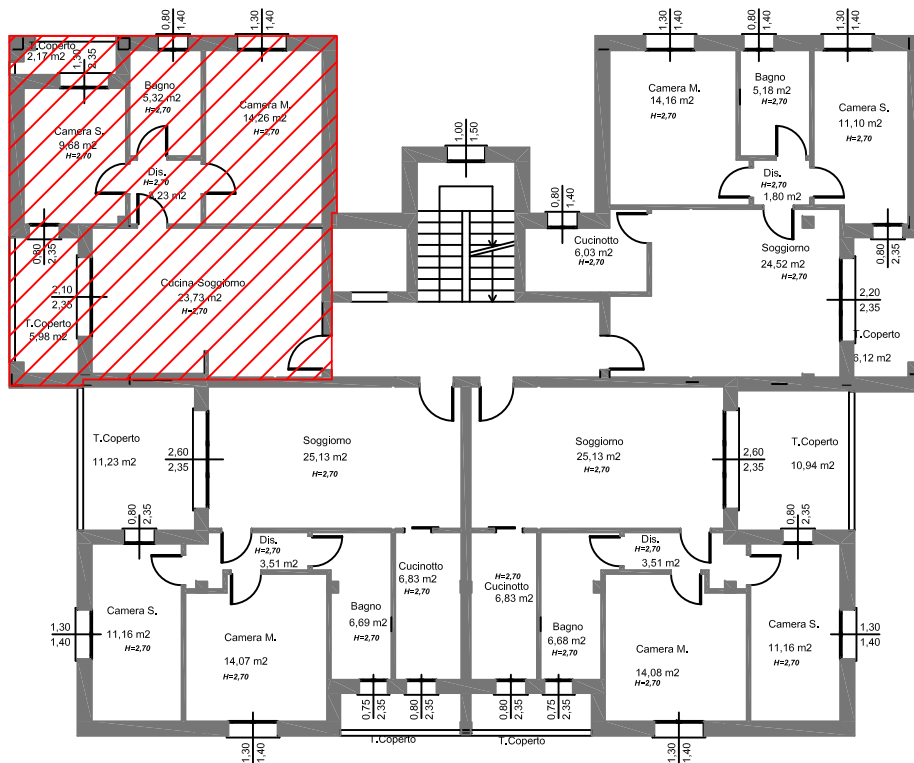 0,80
1,40
1,30
1,40
T.Coperto
2,17 m2
1,30
2,35
Bagno
5,32 m2
H=2,70
Camera M.
14,26 m2
H=2,70
Camera S.
9,68 m2
H=2,70
Dis.
H=2,70
3,23 m2
0,80
2,35
2,10
2,35
Cucina-Soggiorno
23,73 m2
H=2,70
T.Coperto
5,98 m2
1,00
1,50
0,80
1,40
1,30
1,40
0,80
1,40
1,30
1,40
Camera M.
14,16 m2
H=2,70
Bagno
5,18 m2
H=2,70
Camera S.
11,10 m2
H=2,70
Dis.
H=2,70
1,80 m2
Cucinotto
6,03 m2
H=2,70
Soggiorno
24,52 m2
H=2,70
0,80
2,35
2,20
2,35
T.Coperto
6,12 m2
T.Coperto
11,23 m2
2,60
2,35
Soggiorno
25,13 m2
H=2,70
Soggiorno
25,13 m2
H=2,70
2,60
2,35
T.Coperto
10,94 m2
0,80
2,35
0,80
2,35
Dis.
H=2,70
3,51 m2
Cucinotto
6,83 m2
H=2,70
H=2,70
Cucinotto
6,83 m2
Dis.
H=2,70
3,51 m2
Camera S.
11,16 m2
H=2,70
1,30
1,40
Camera M.
14,07 m2
H=2,70
Bagno
6,69 m2
H=2,70
Bagno
6,68 m2
H=2,70
Camera M.
14,08 m2
H=2,70
Camera S.
11,16 m2
H=2,70
1,30
1,40
0,75
2,35
0,80
2,35
0,80
2,35
0,75
2,35
T.Coperto
T.Coperto
1,30
1,40
1,30
1,40